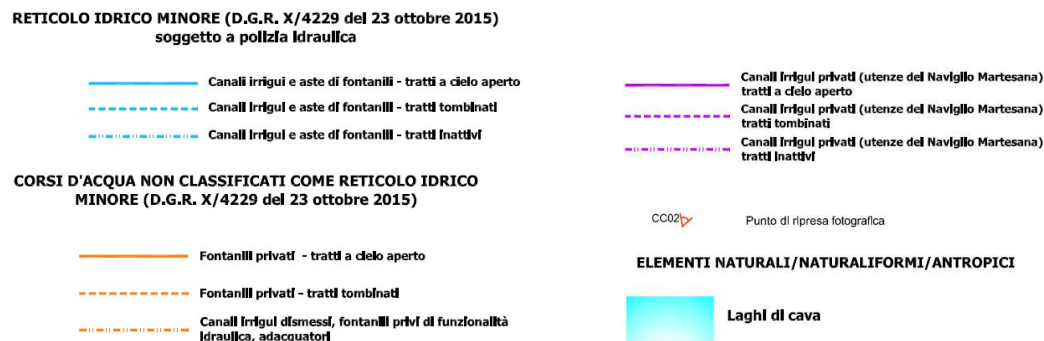 RETICOLO IDRICO MINORE (D.G.R. X/4229 del 23 ottobre 2015)
soggetto a polizia idraulica
Canali irrigui e aste di fontanili - tratti a cielo aperto
Canali irrigui e aste di fontanili - tratti tombinati
Canali irrigui e aste di fontanili - tratti inattivi
CORSI D'ACQUA NON CLASSIFICATI COME RETICOLO IDRICO
MINORE (D.G.R. X/4229 del 23 ottobre 2015)
Fontanili privati - tratti a cielo aperto
Fontanili privati - tratti tombinati
Canali irrigui dismessi, fontanili privi di funzionalità
idraulica, adacquatori
Canali irrigui privati (utenze del Naviglio Martesana)
tratti a cielo aperto
Canali irrigui privati (utenze del Naviglio Martesana)
tratti tombinati
Canali irrigui privati (utenze del Naviglio Martesana)
tratti inattivi
CC02 Punto di ripresa fotografica
ELEMENTI NATURALI/NATURALIFORMI/ANTROPICI
Laghi di cava